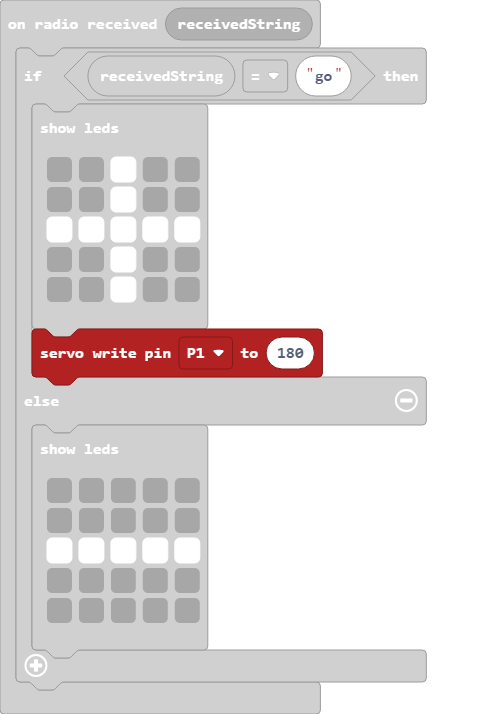 on radio received receivedString
if receivedString = "go" then
show leds
servo write pin P1 to 180
else
show leds